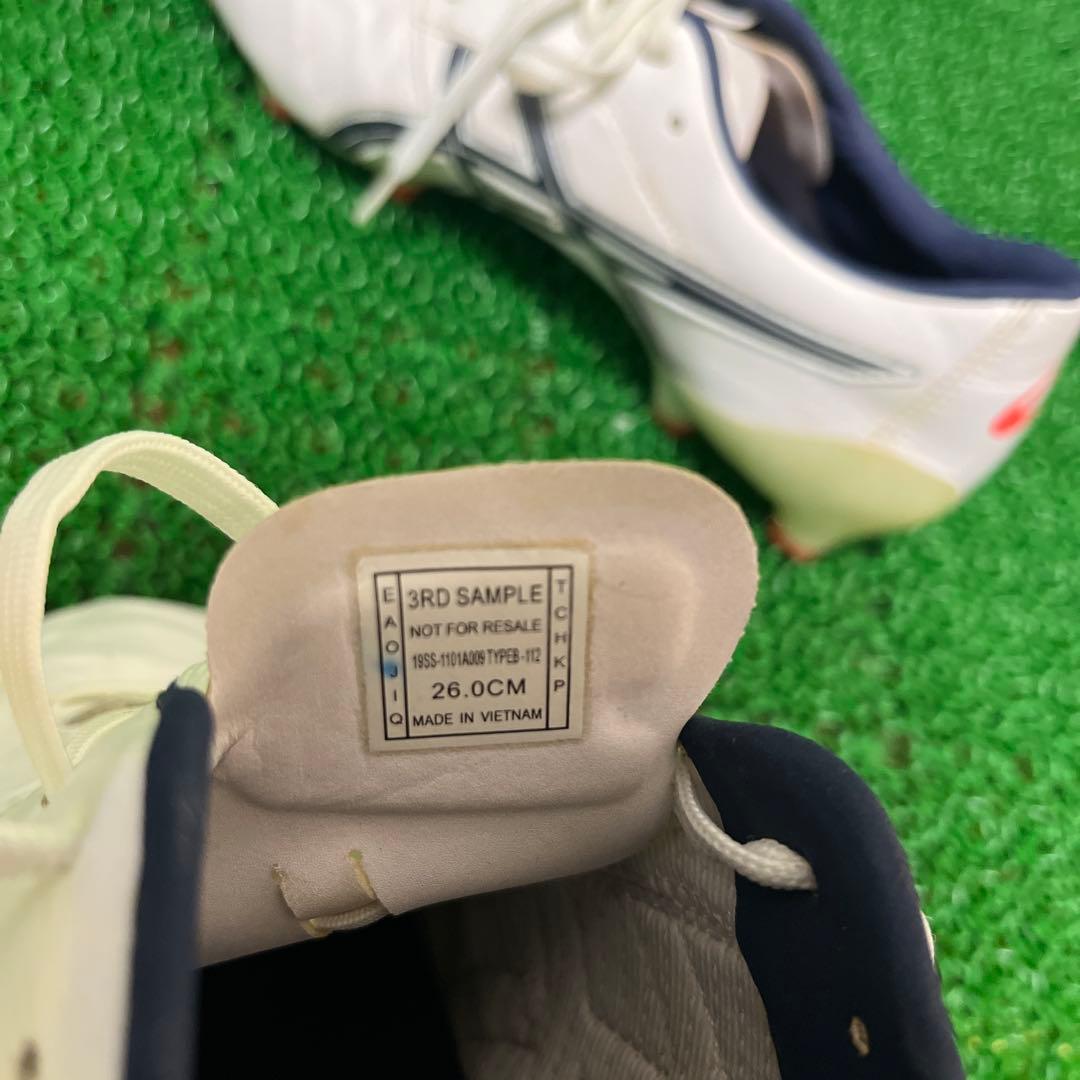 3RD SAMPLE
NOT FOR RESALE
19SS-1101A009 TYPEB-112
26.0CM
MADE IN VIETNAM
E A O J I Q
T C H K P